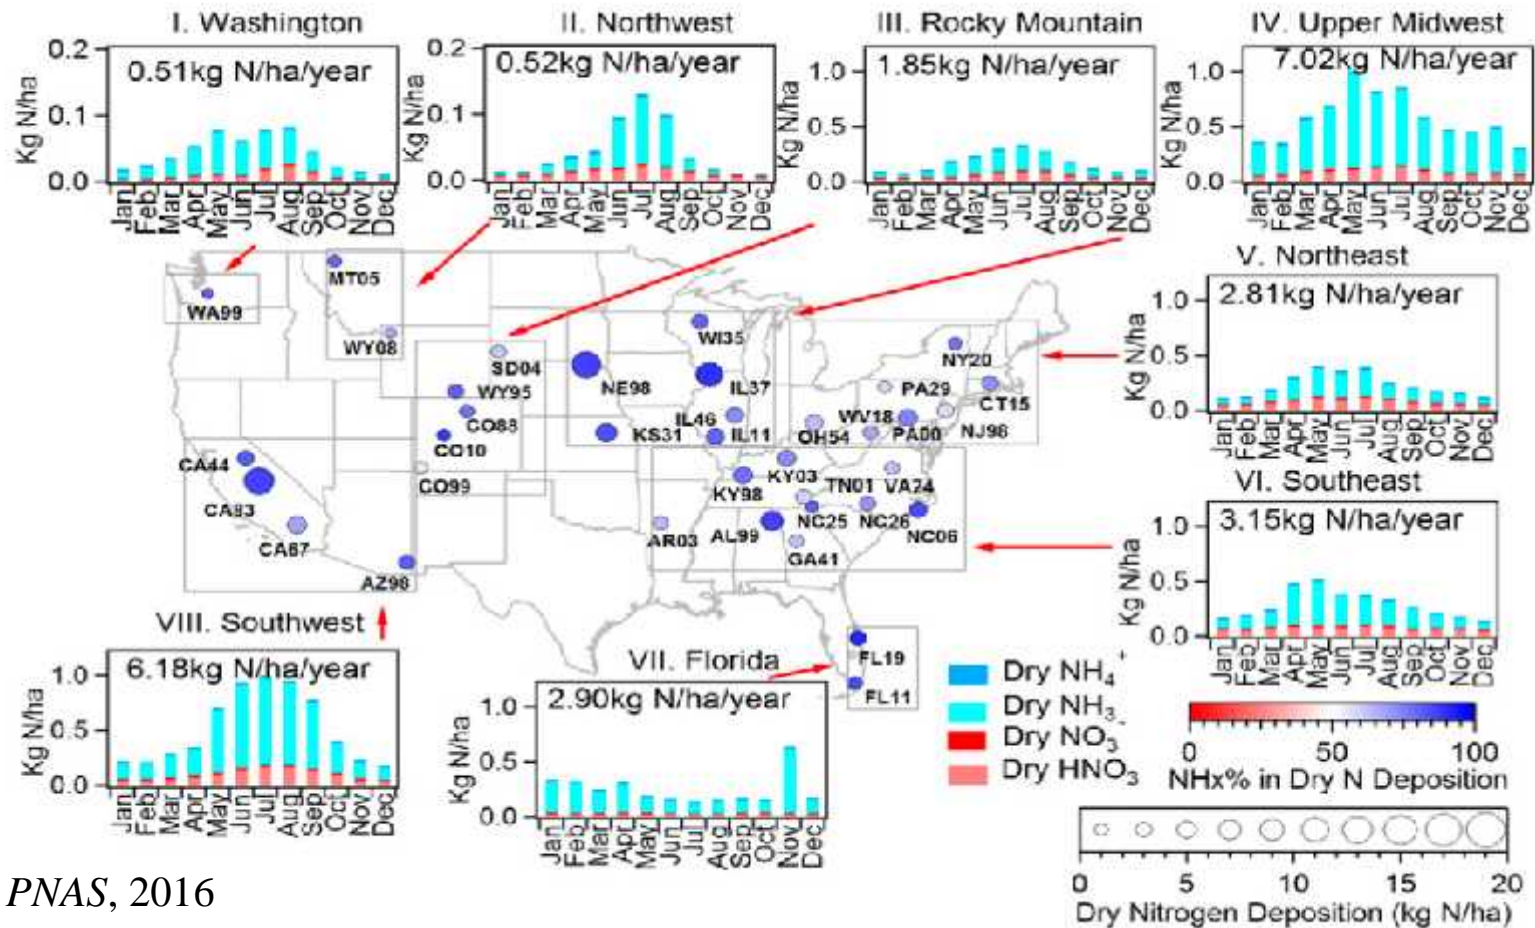 I. Washington
0.2
0.1
0.0
Kg N/ha
0.51kg N/ha/year
Jan Feb Mar Apr May Jun Jul Aug Sep Oct Nov Dec
II. Northwest
0.2
0.1
0.0
Kg N/ha
0.52kg N/ha/year
Jan Feb Mar Apr May Jun Jul Aug Sep Oct Nov Dec
III. Rocky Mountain
1.0
0.5
0.0
Kg N/ha
1.85kg N/ha/year
Jan Feb Mar Apr May Jun Jul Aug Sep Oct Nov Dec
IV. Upper Midwest
1.0
0.5
0.0
Kg N/ha
7.02kg N/ha/year
Jan Feb Mar Apr May Jun Jul Aug Sep Oct Nov Dec
V. Northeast
1.0
0.5
0.0
Kg N/ha
2.81kg N/ha/year
Jan Feb Mar Apr May Jun Jul Aug Sep Oct Nov Dec
VI. Southeast
1.0
0.5
0.0
Kg N/ha
3.15kg N/ha/year
Jan Feb Mar Apr May Jun Jul Aug Sep Oct Nov Dec
MT05
WA99
WY08
SD04
WY95
CO88
CO10
CO99
WI35
NE98
IL37
IL46
KS31
IL11
NY20
PA29
CT15
WV18
OH54
PA00
NJ98
CA44
CA83
CA67
AZ98
KY03
KY98
TN01
VA24
NC25
NC26
NC06
AR03
AL99
GA41
FL19
FL11
VIII. Southwest
1.0
0.5
0.0
Kg N/ha
6.18kg N/ha/year
Jan Feb Mar Apr May Jun Jul Aug Sep Oct Nov Dec
VII. Florida
1.0
0.5
0.0
Kg N/ha
2.90kg N/ha/year
Jan Feb Mar Apr May Jun Jul Aug Sep Oct Nov Dec
Dry NH₄⁺
Dry NH₃
Dry NO₃⁻
Dry HNO₃
0 50 100
NHx% in Dry N Deposition
0 5 10 15 20
Dry Nitrogen Deposition (kg N/ha)
PNAS, 2016